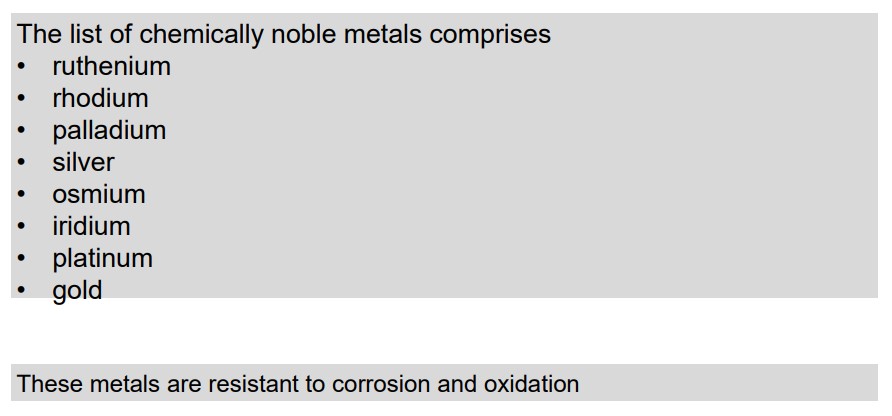 The list of chemically noble metals comprises
• ruthenium
• rhodium
• palladium
• silver
• osmium
• iridium
• platinum
• gold
These metals are resistant to corrosion and oxidation